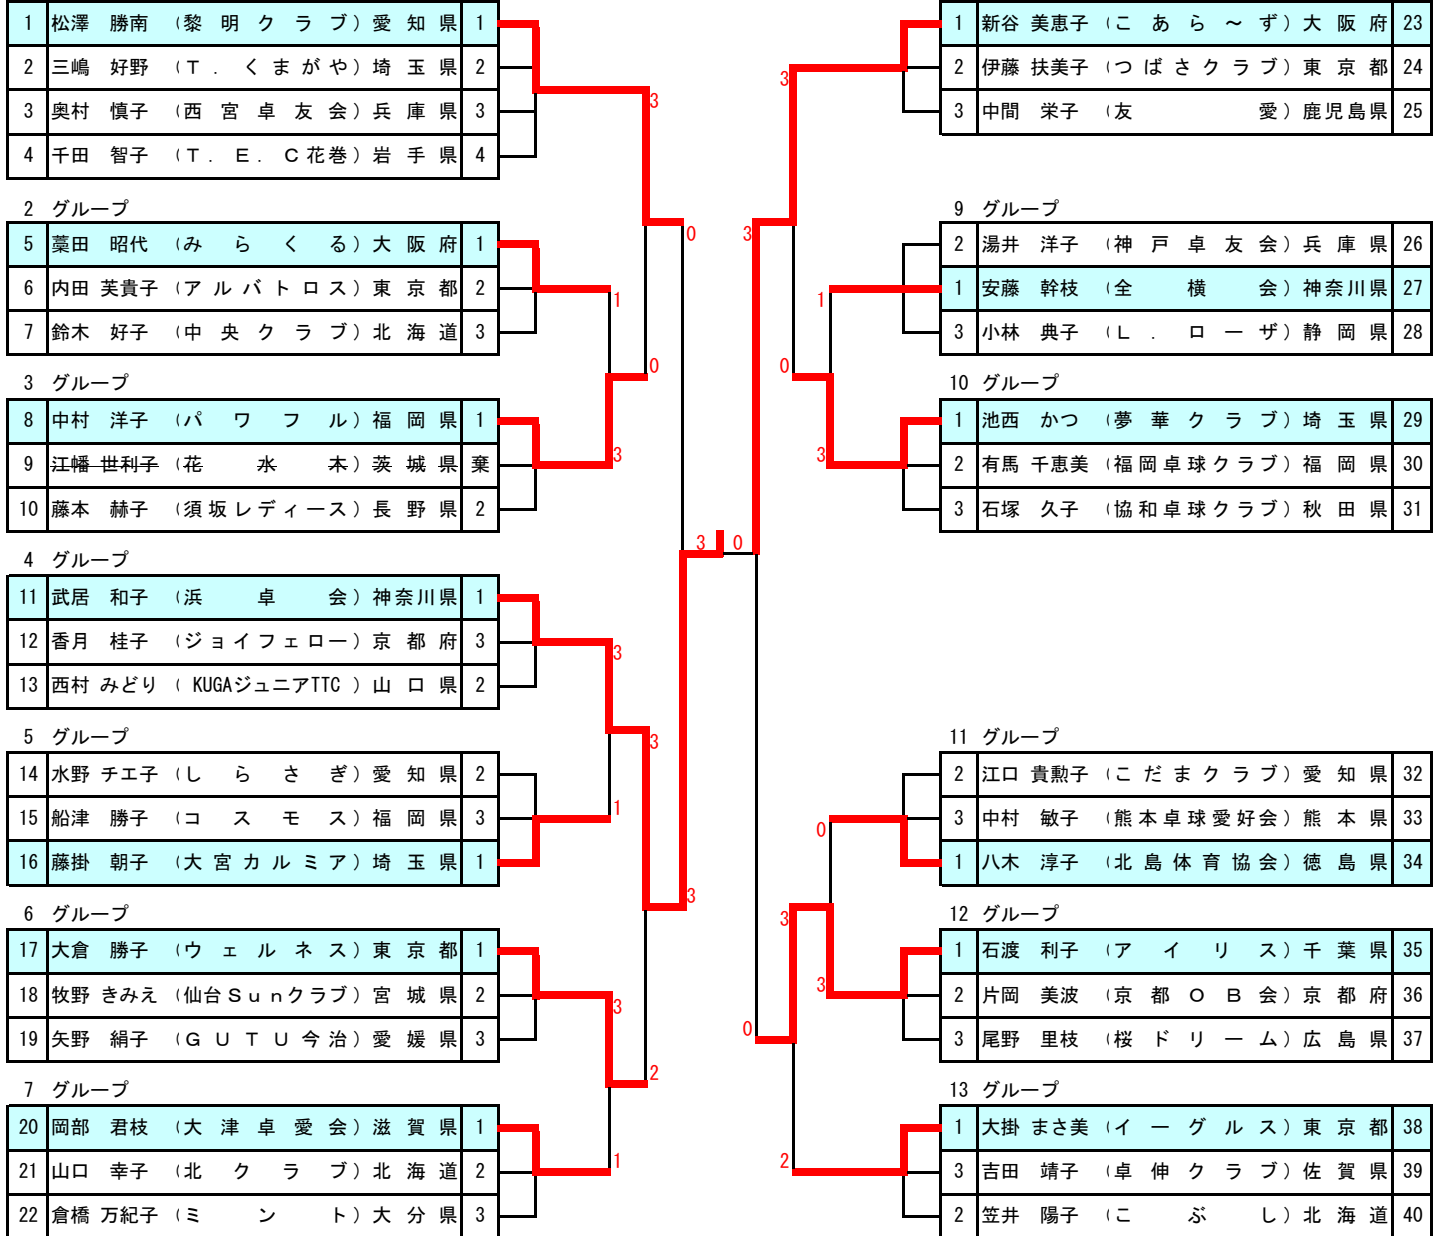 1 松澤 勝南 （黎明クラブ）愛知県 1
2 三嶋 好野 （T．くまがや）埼玉県 2
3 奥村 慎子 （西宮卓友会）兵庫県 3
4 千田 智子 （T．E．C花巻）岩手県 4
2 グループ
5 藁田 昭代 （みらくる）大阪府 1
6 内田 芙貴子 （アルバトロス）東京都 2
7 鈴木 好子 （中央クラブ）北海道 3
3 グループ
8 中村 洋子 （パワフル）福岡県 1
9 江幡 世利子 （花水木）茨城県 棄
10 藤本 赫子 （須坂レディース）長野県 2
4 グループ
11 武居 和子 （浜卓会）神奈川県 1
12 香月 桂子 （ジョイフェロー）京都府 3
13 西村 みどり （KUGAジュニアTTC）山口県 2
5 グループ
14 水野 チエ子 （しらさぎ）愛知県 2
15 船津 勝子 （コスモス）福岡県 3
16 藤掛 朝子 （大宮カルミア）埼玉県 1
6 グループ
17 大倉 勝子 （ウェルネス）東京都 1
18 牧野 きみえ （仙台Ｓｕｎクラブ）宮城県 2
19 矢野 絹子 （ＧＵＴＵ今治）愛媛県 3
7 グループ
20 岡部 君枝 （大津卓愛会）滋賀県 1
21 山口 幸子 （北クラブ）北海道 2
22 倉橋 万紀子 （ミント）大分県 3
3
0
1
0
3
3 0
3
3
1
3
3
2
1
3
3
1
0
3
0
3
3
0
2
1 新谷 美恵子 （こあら～ず）大阪府 23
2 伊藤 扶美子 （つばさクラブ）東京都 24
3 中間 栄子 （友愛）鹿児島県 25
9 グループ
2 湯井 洋子 （神戸卓友会）兵庫県 26
1 安藤 幹枝 （全横会）神奈川県 27
3 小林 典子 （Ｌ．ローザ）静岡県 28
10 グループ
1 池西 かつ （夢華クラブ）埼玉県 29
2 有馬 千恵美 （福岡卓球クラブ）福岡県 30
3 石塚 久子 （協和卓球クラブ）秋田県 31
11 グループ
2 江口 貴勲子 （こだまクラブ）愛知県 32
3 中村 敏子 （熊本卓球愛好会）熊本県 33
1 八木 淳子 （北島体育協会）徳島県 34
12 グループ
1 石渡 利子 （アイリス）千葉県 35
2 片岡 美波 （京都ＯＢ会）京都府 36
3 尾野 里枝 （桜ドリーム）広島県 37
13 グループ
1 大掛 まさ美 （イーグルス）東京都 38
3 吉田 靖子 （卓伸クラブ）佐賀県 39
2 笠井 陽子 （こぶし）北海道 40